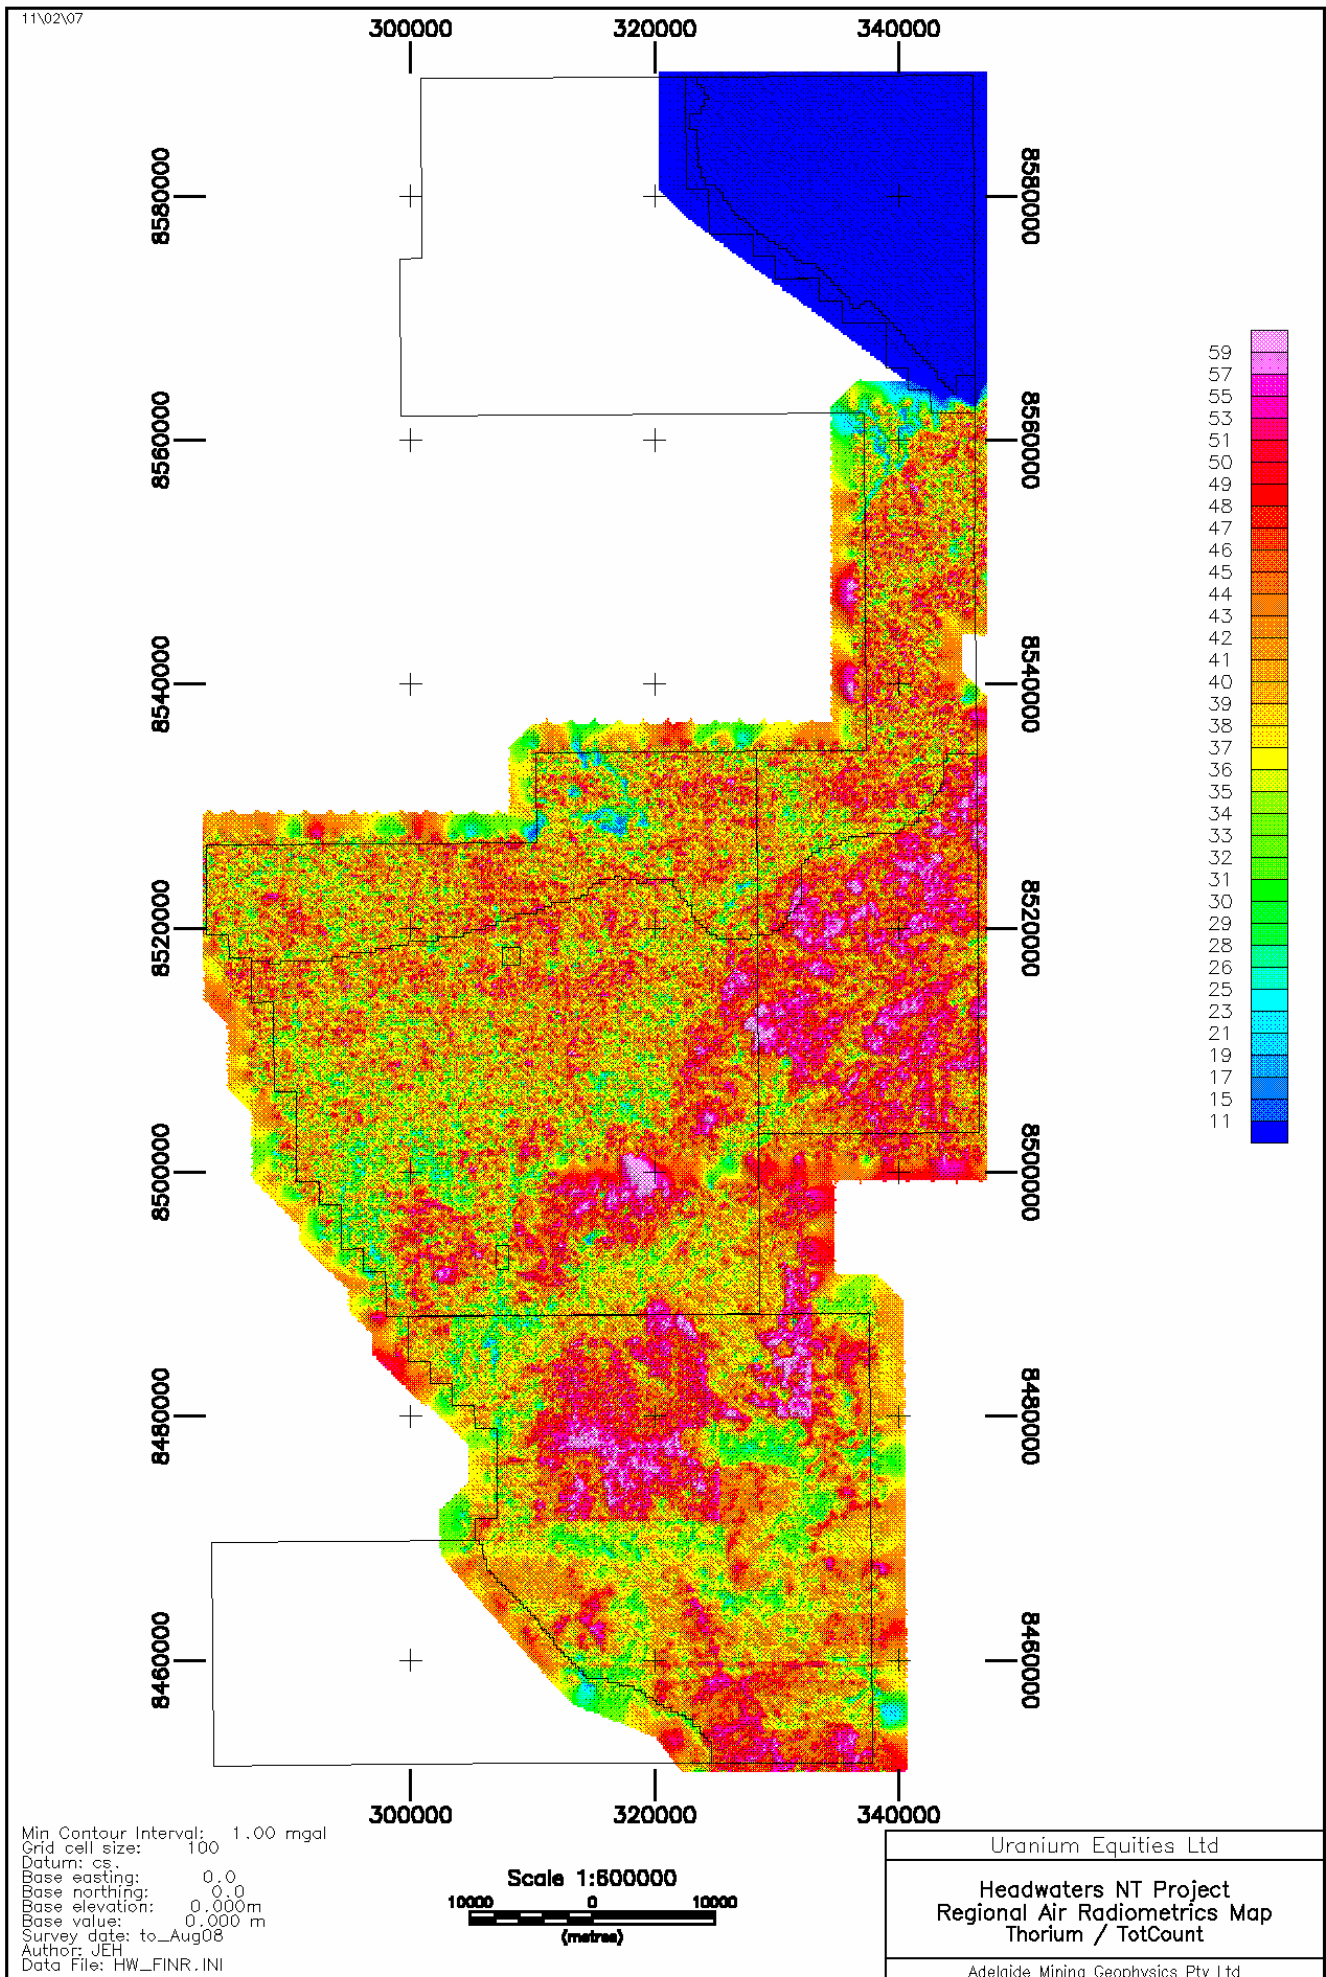 11\02\07
300000 320000 340000
8580000 8580000
8560000 8560000
8540000 8540000
8520000 8520000
8500000 8500000
8480000 8480000
8460000 8460000
59
57
55
53
51
50
49
48
47
46
45
44
43
42
41
40
39
38
37
36
35
34
33
32
31
30
29
28
26
25
23
21
19
17
15
11
300000 320000 340000
Min Contour Interval: 1.00 mgal
Grid cell size: 100
Datum: cs.
Base easting: 0.0
Base northing: 0.0
Base elevation: 0.000m
Base value: 0.000 m
Survey date: to_Aug08
Author: JEH
Data File: HW_FINR.INI
Scale 1:600000
10000 0 10000
(metres)
Uranium Equities Ltd
Headwaters NT Project
Regional Air Radiometrics Map
Thorium / TotCount
Adelaide Mining Geophysics Pty Ltd